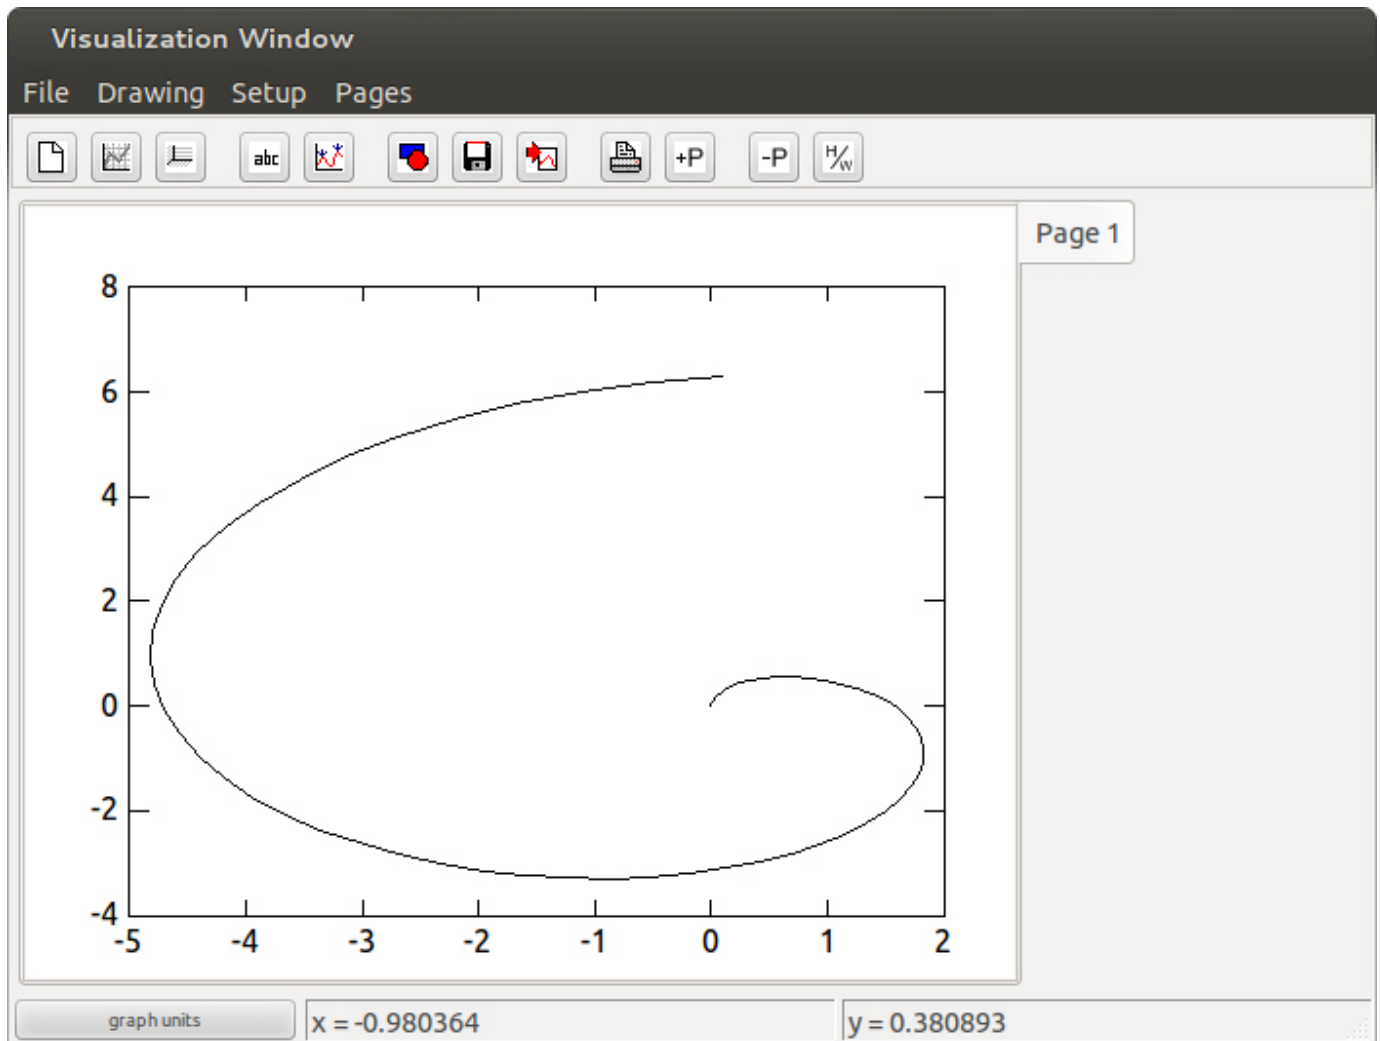 Visualization Window
File Drawing Setup Pages
abc +P -P H/W
Page 1
8
6
4
2
0
-2
-4
-5 -4 -3 -2 -1 0 1 2
graph units x = -0.980364 y = 0.380893